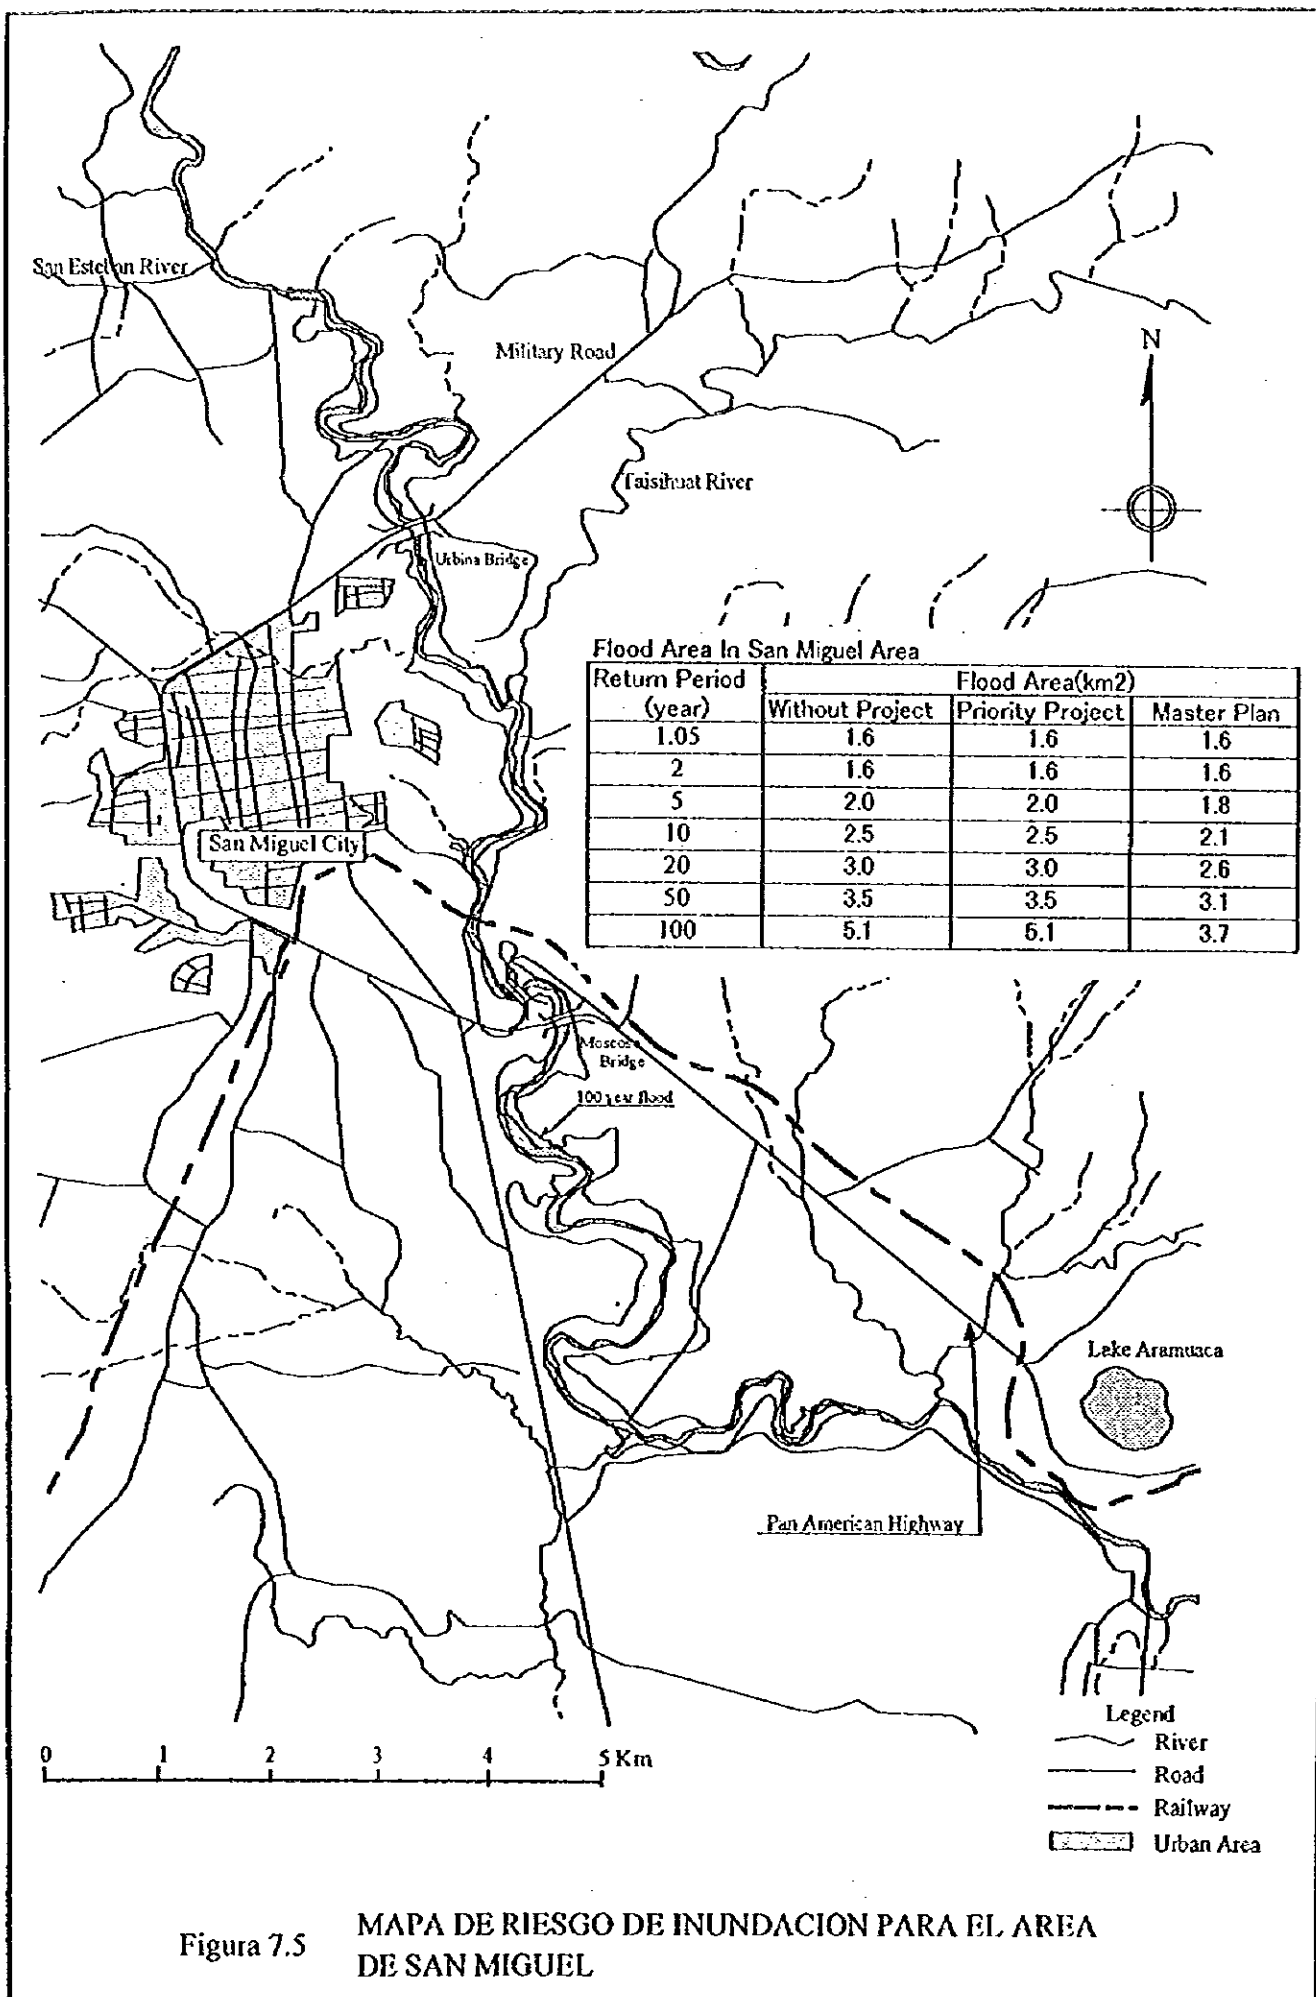 San Esteban River
Military Road
N
Taisihuat River
Urbina Bridge
Flood Area In San Miguel Area
Return Period (year) | Flood Area(km2)
Without Project | Priority Project | Master Plan
1.05 | 1.6 | 1.6 | 1.6
2 | 1.6 | 1.6 | 1.6
5 | 2.0 | 2.0 | 1.8
10 | 2.5 | 2.5 | 2.1
20 | 3.0 | 3.0 | 2.6
50 | 3.5 | 3.5 | 3.1
100 | 5.1 | 5.1 | 3.7
San Miguel City
Moscoso
Bridge
100 year flood
Lake Aramuaca
Pan American Highway
Legend
River
Road
Railway
Urban Area
0 1 2 3 4 5 Km
Figura 7.5 MAPA DE RIESGO DE INUNDACION PARA EL AREA
DE SAN MIGUEL